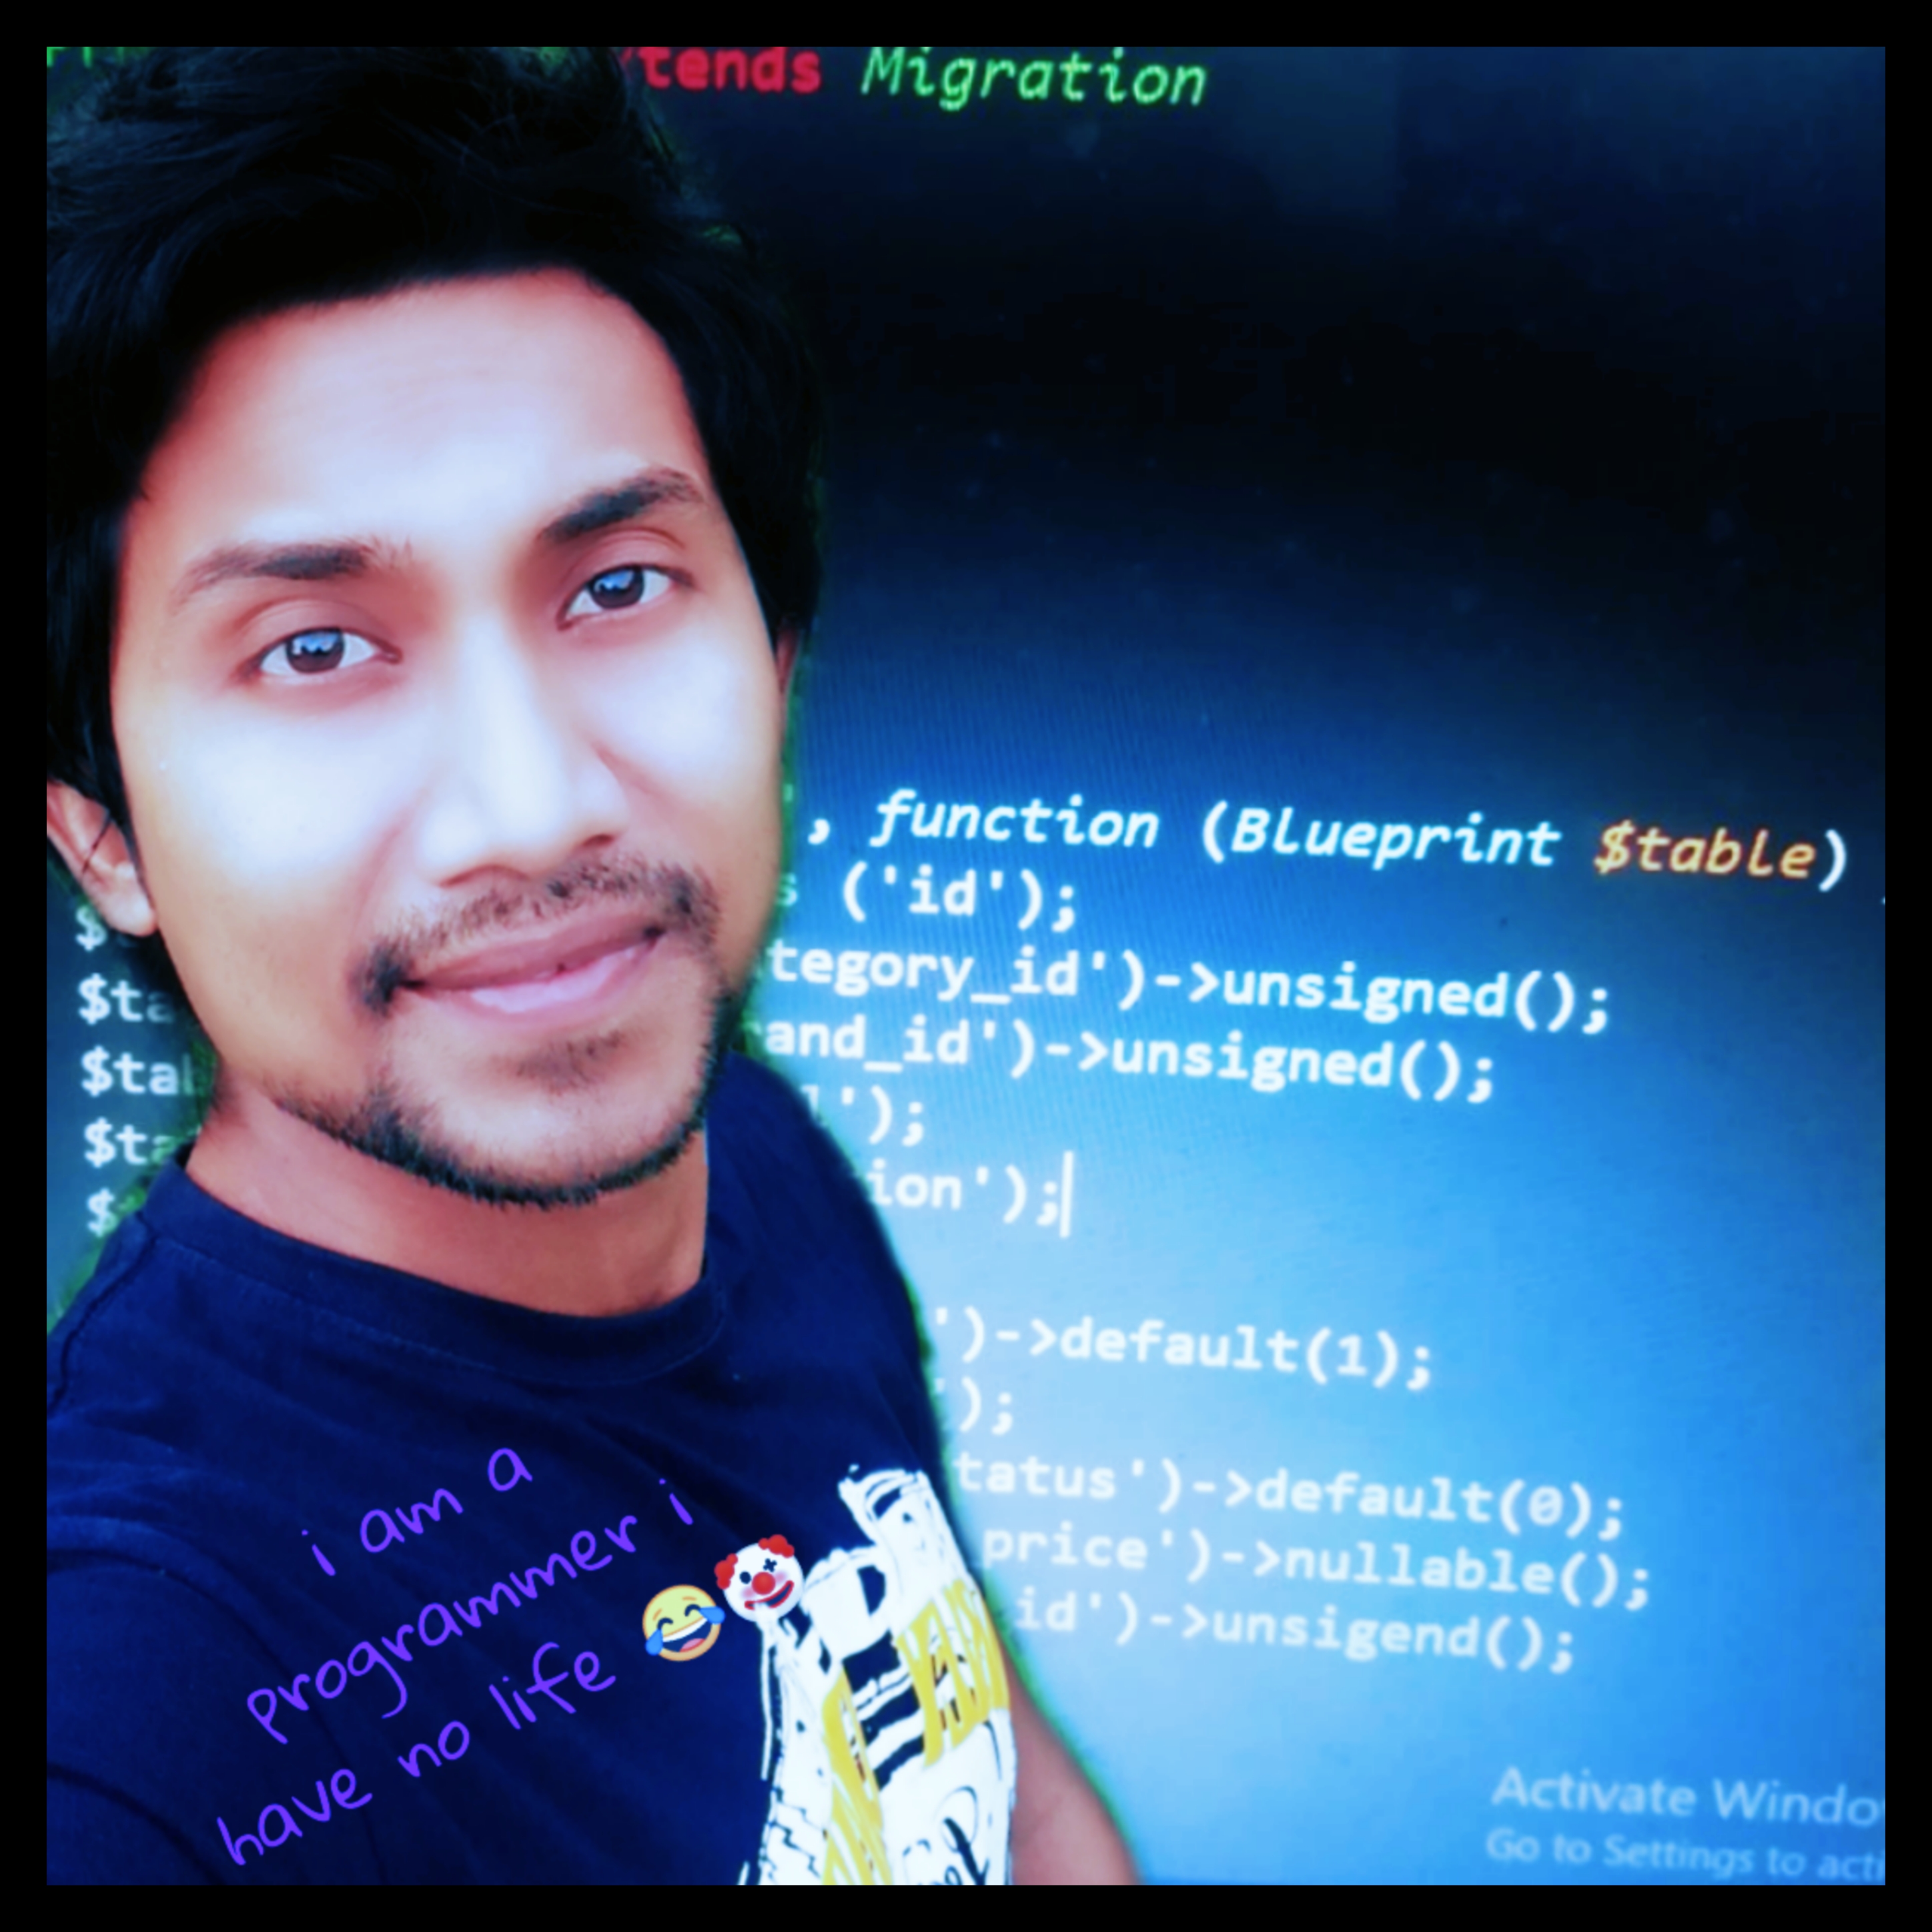 tends Migration
, function (Blueprint $table)
('id');
tegory_id')->unsigned();
and_id')->unsigned();
');
ion');
')->default(1);
');
tatus')->default(0);
price')->nullable();
id')->unsigend();
i am a
programmer i
have no life 😂🤡
Activate Windo
Go to Settings to acti